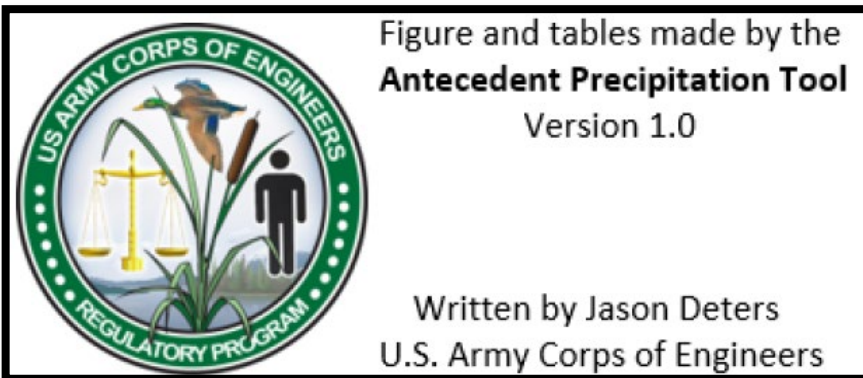 US ARMY CORPS OF ENGINEERS
REGULATORY PROGRAM
Figure and tables made by the
Antecedent Precipitation Tool
Version 1.0
Written by Jason Deters
U.S. Army Corps of Engineers